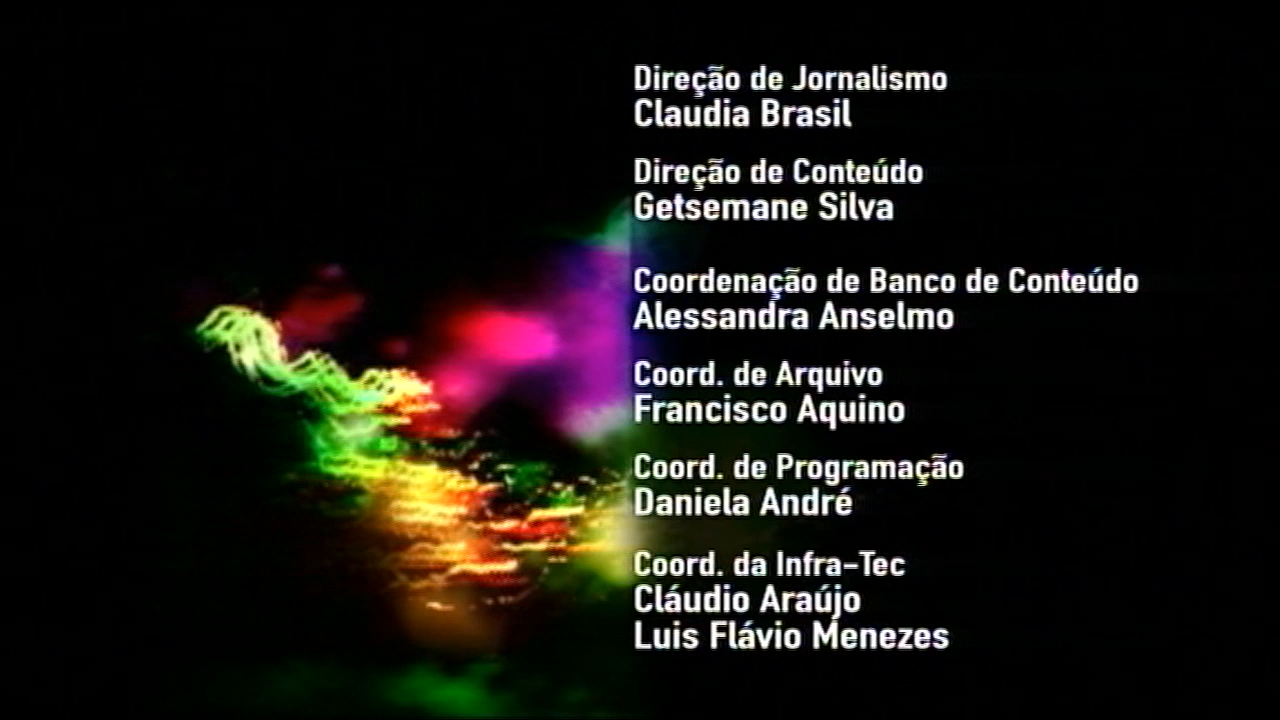 Direção de Jornalismo
Claudia Brasil
Direção de Conteúdo
Getsemane Silva
Coordenação de Banco de Conteúdo
Alessandra Anselmo
Coord. de Arquivo
Francisco Aquino
Coord. de Programação
Daniela André
Coord. da Infra-Tec
Cláudio Araújo
Luis Flávio Menezes